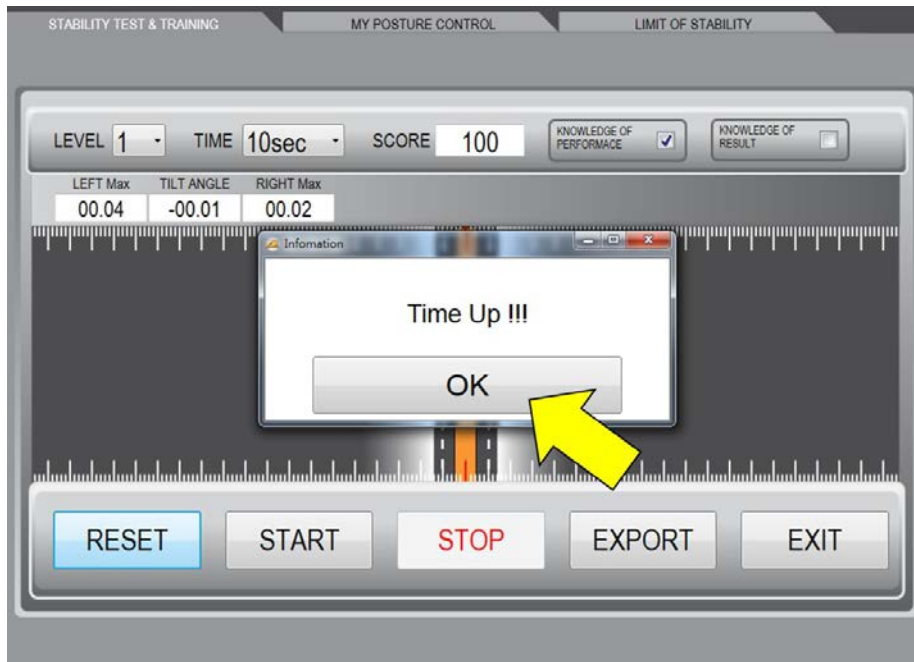 STABILITY TEST & TRAINING MY POSTURE CONTROL LIMIT OF STABILITY
LEVEL 1 TIME 10sec SCORE 100 KNOWLEDGE OF PERFORMACE KNOWLEDGE OF RESULT
LEFT Max TILT ANGLE RIGHT Max
00.04 -00.01 00.02
Infomation
Time Up !!!
OK
RESET START STOP EXPORT EXIT